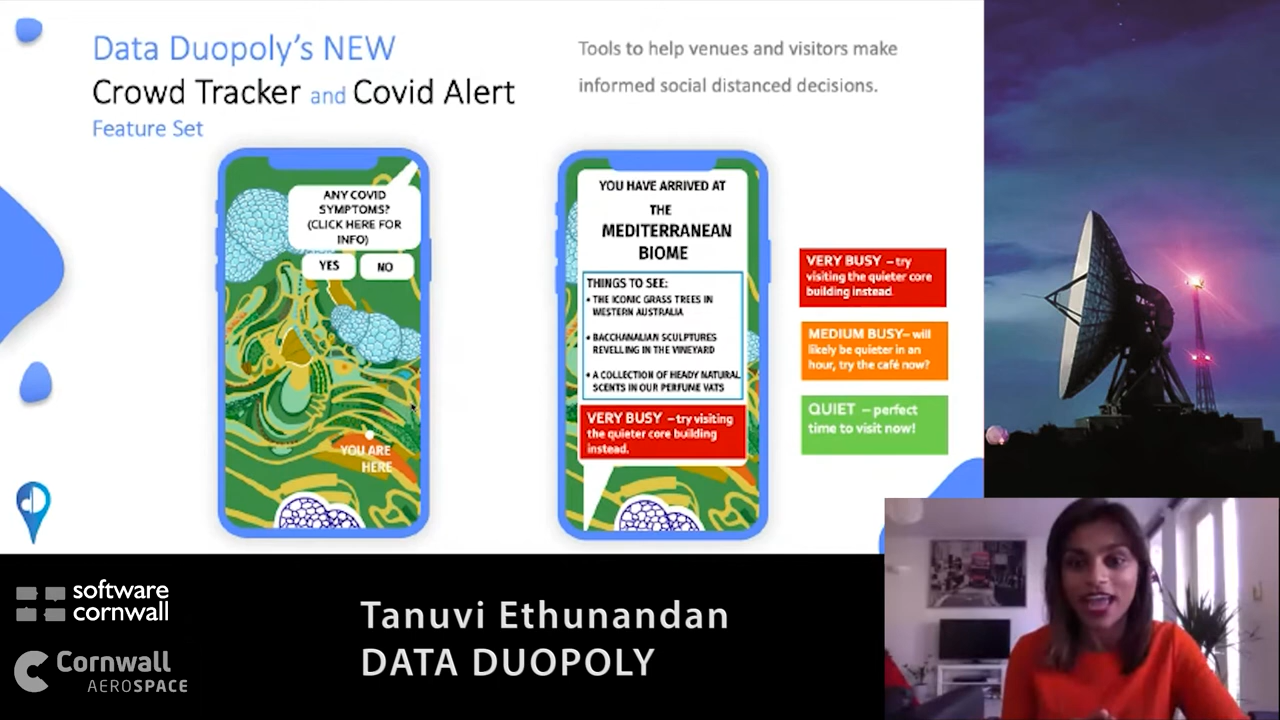 Data Duopoly's NEW
Crowd Tracker and Covid Alert
Feature Set
Tools to help venues and visitors make
informed social distanced decisions.
ANY COVID
SYMPTOMS?
(CLICK HERE FOR
INFO)
YES
NO
YOU ARE
HERE
YOU HAVE ARRIVED AT
THE
MEDITERRANEAN
BIOME
THINGS TO SEE:
• THE ICONIC GRASS TREES IN
WESTERN AUSTRALIA
• BACCHANALIAN SCULPTURES
REVELLING IN THE VINEYARD
• A COLLECTION OF HEADY NATURAL
SCENTS IN OUR PERFUME VATS
VERY BUSY – try visiting
the quieter core building
instead.
VERY BUSY – try
visiting the quieter core
building instead.
MEDIUM BUSY– will
likely be quieter in an
hour, try the café now?
QUIET – perfect
time to visit now!
software
cornwall
Cornwall
AEROSPACE
Tanuvi Ethunandan
DATA DUOPOLY